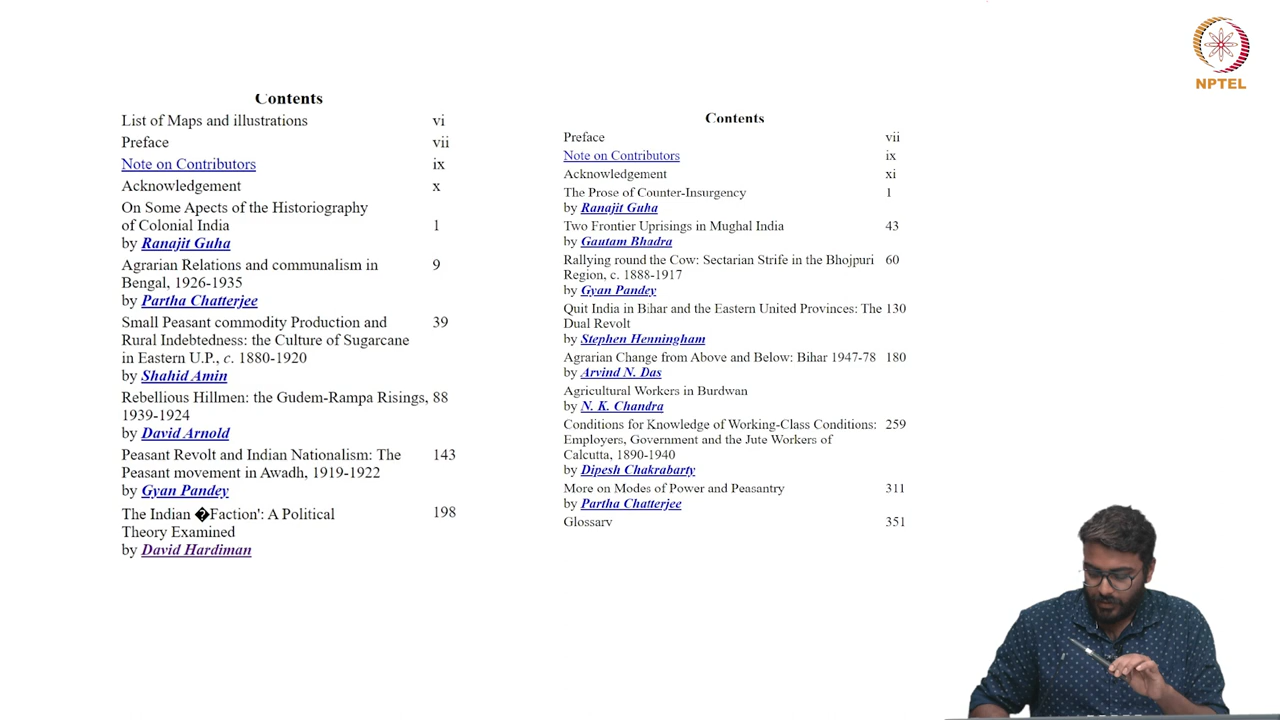 NPTEL
Contents
List of Maps and illustrations vi
Preface vii
Note on Contributors ix
Acknowledgement x
On Some Apects of the Historiography
of Colonial India 1
by Ranajit Guha
Agrarian Relations and communalism in 9
Bengal, 1926-1935
by Partha Chatterjee
Small Peasant commodity Production and 39
Rural Indebtedness: the Culture of Sugarcane
in Eastern U.P., c. 1880-1920
by Shahid Amin
Rebellious Hillmen: the Gudem-Rampa Risings, 88
1939-1924
by David Arnold
Peasant Revolt and Indian Nationalism: The 143
Peasant movement in Awadh, 1919-1922
by Gyan Pandey
The Indian �Faction': A Political 198
Theory Examined
by David Hardiman
Contents
Preface vii
Note on Contributors ix
Acknowledgement xi
The Prose of Counter-Insurgency 1
by Ranajit Guha
Two Frontier Uprisings in Mughal India 43
by Gautam Bhadra
Rallying round the Cow: Sectarian Strife in the Bhojpuri 60
Region, c. 1888-1917
by Gyan Pandey
Quit India in Bihar and the Eastern United Provinces: The 130
Dual Revolt
by Stephen Henningham
Agrarian Change from Above and Below: Bihar 1947-78 180
by Arvind N. Das
Agricultural Workers in Burdwan
by N. K. Chandra
Conditions for Knowledge of Working-Class Conditions: 259
Employers, Government and the Jute Workers of
Calcutta, 1890-1940
by Dipesh Chakrabarty
More on Modes of Power and Peasantry 311
by Partha Chatterjee
Glossary 351